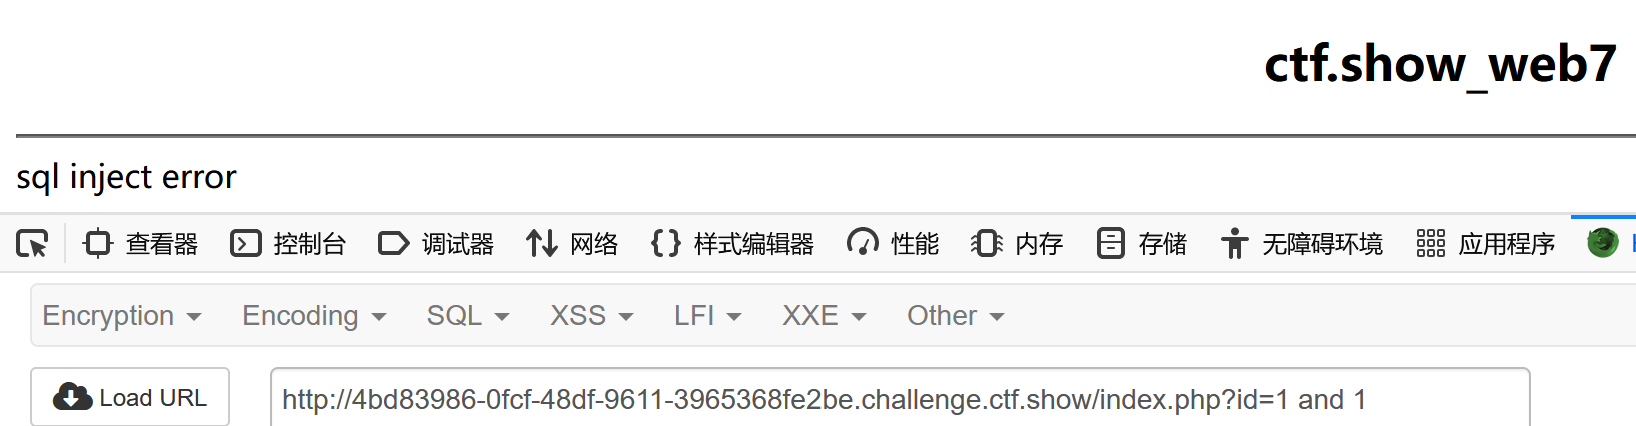 ctf.show_web7
sql inject error
查看器 控制台 调试器 网络 样式编辑器 性能 内存 存储 无障碍环境 应用程序
Encryption Encoding SQL XSS LFI XXE Other
Load URL http://4bd83986-0fcf-48df-9611-3965368fe2be.challenge.ctf.show/index.php?id=1 and 1